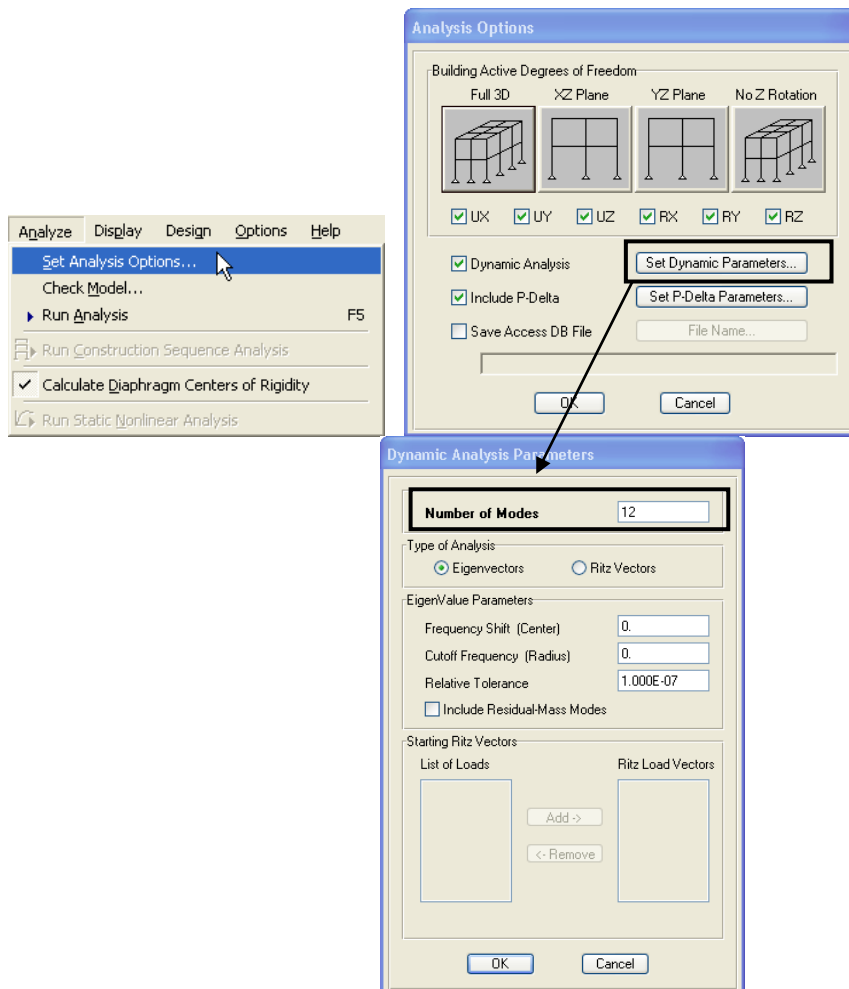 Analysis Options
Building Active Degrees of Freedom
Full 3D XZ Plane YZ Plane No Z Rotation
UX UY UZ RX RY RZ
Dynamic Analysis Set Dynamic Parameters...
Include P-Delta Set P-Delta Parameters...
Save Access DB File File Name...
OK Cancel
Analyze Display Design Options Help
Set Analysis Options...
Check Model...
Run Analysis F5
Run Construction Sequence Analysis
Calculate Diaphragm Centers of Rigidity
Run Static Nonlinear Analysis
Dynamic Analysis Parameters
Number of Modes 12
Type of Analysis
Eigenvectors Ritz Vectors
EigenValue Parameters
Frequency Shift (Center) 0.
Cutoff Frequency (Radius) 0.
Relative Tolerance 1.000E-07
Include Residual-Mass Modes
Starting Ritz Vectors
List of Loads Ritz Load Vectors
Add ->
<- Remove
OK Cancel